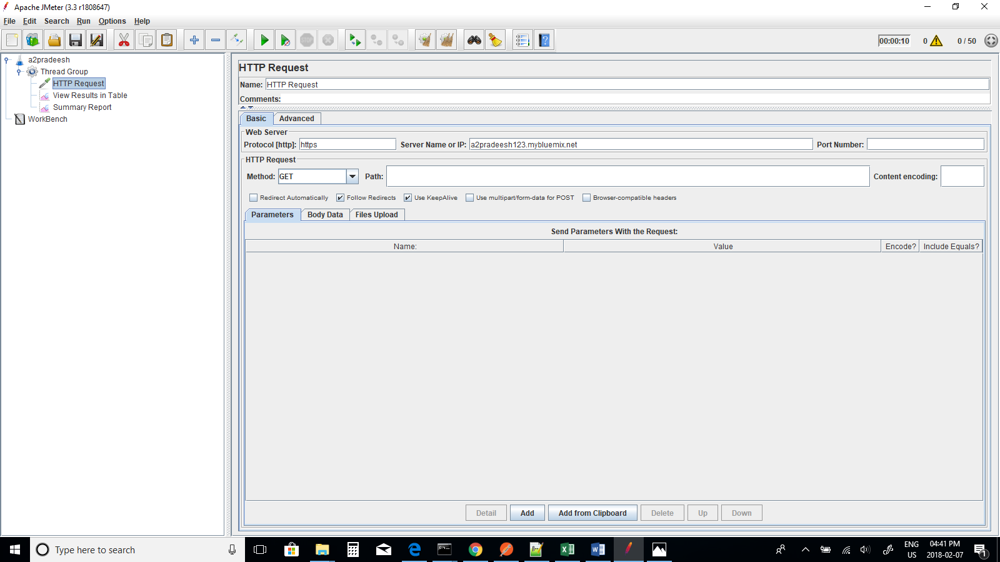 Apache JMeter (3.3 r1808647)
File Edit Search Run Options Help
00:00:10 0 0 / 50
a2pradeesh
Thread Group
HTTP Request
View Results in Table
Summary Report
WorkBench
HTTP Request
Name: HTTP Request
Comments:
Basic Advanced
Web Server
Protocol [http]: https Server Name or IP: a2pradeesh123.mybluemix.net Port Number:
HTTP Request
Method: GET Path: Content encoding:
Redirect Automatically Follow Redirects Use KeepAlive Use multipart/form-data for POST Browser-compatible headers
Parameters Body Data Files Upload
Send Parameters With the Request:
Name: Value Encode? Include Equals?
Detail Add Add from Clipboard Delete Up Down
Type here to search
ENG 04:41 PM
US 2018-02-07 1